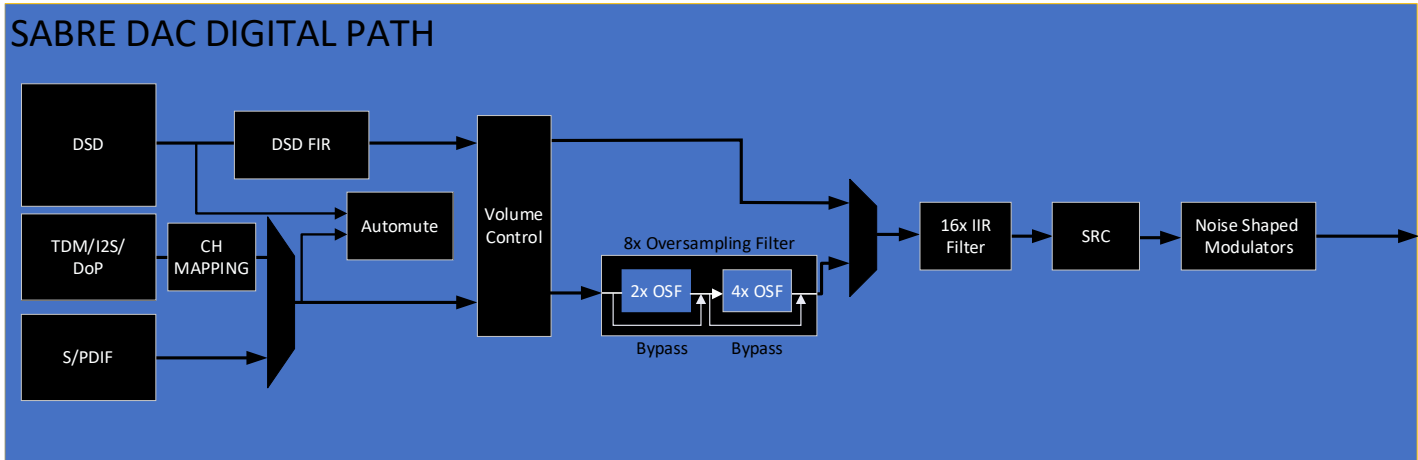 SABRE DAC DIGITAL PATH
DSD
DSD FIR
Automute
TDM/I2S/
DoP
CH
MAPPING
S/PDIF
Volume
Control
8x Oversampling Filter
2x OSF
4x OSF
Bypass
Bypass
16x IIR
Filter
SRC
Noise Shaped
Modulators